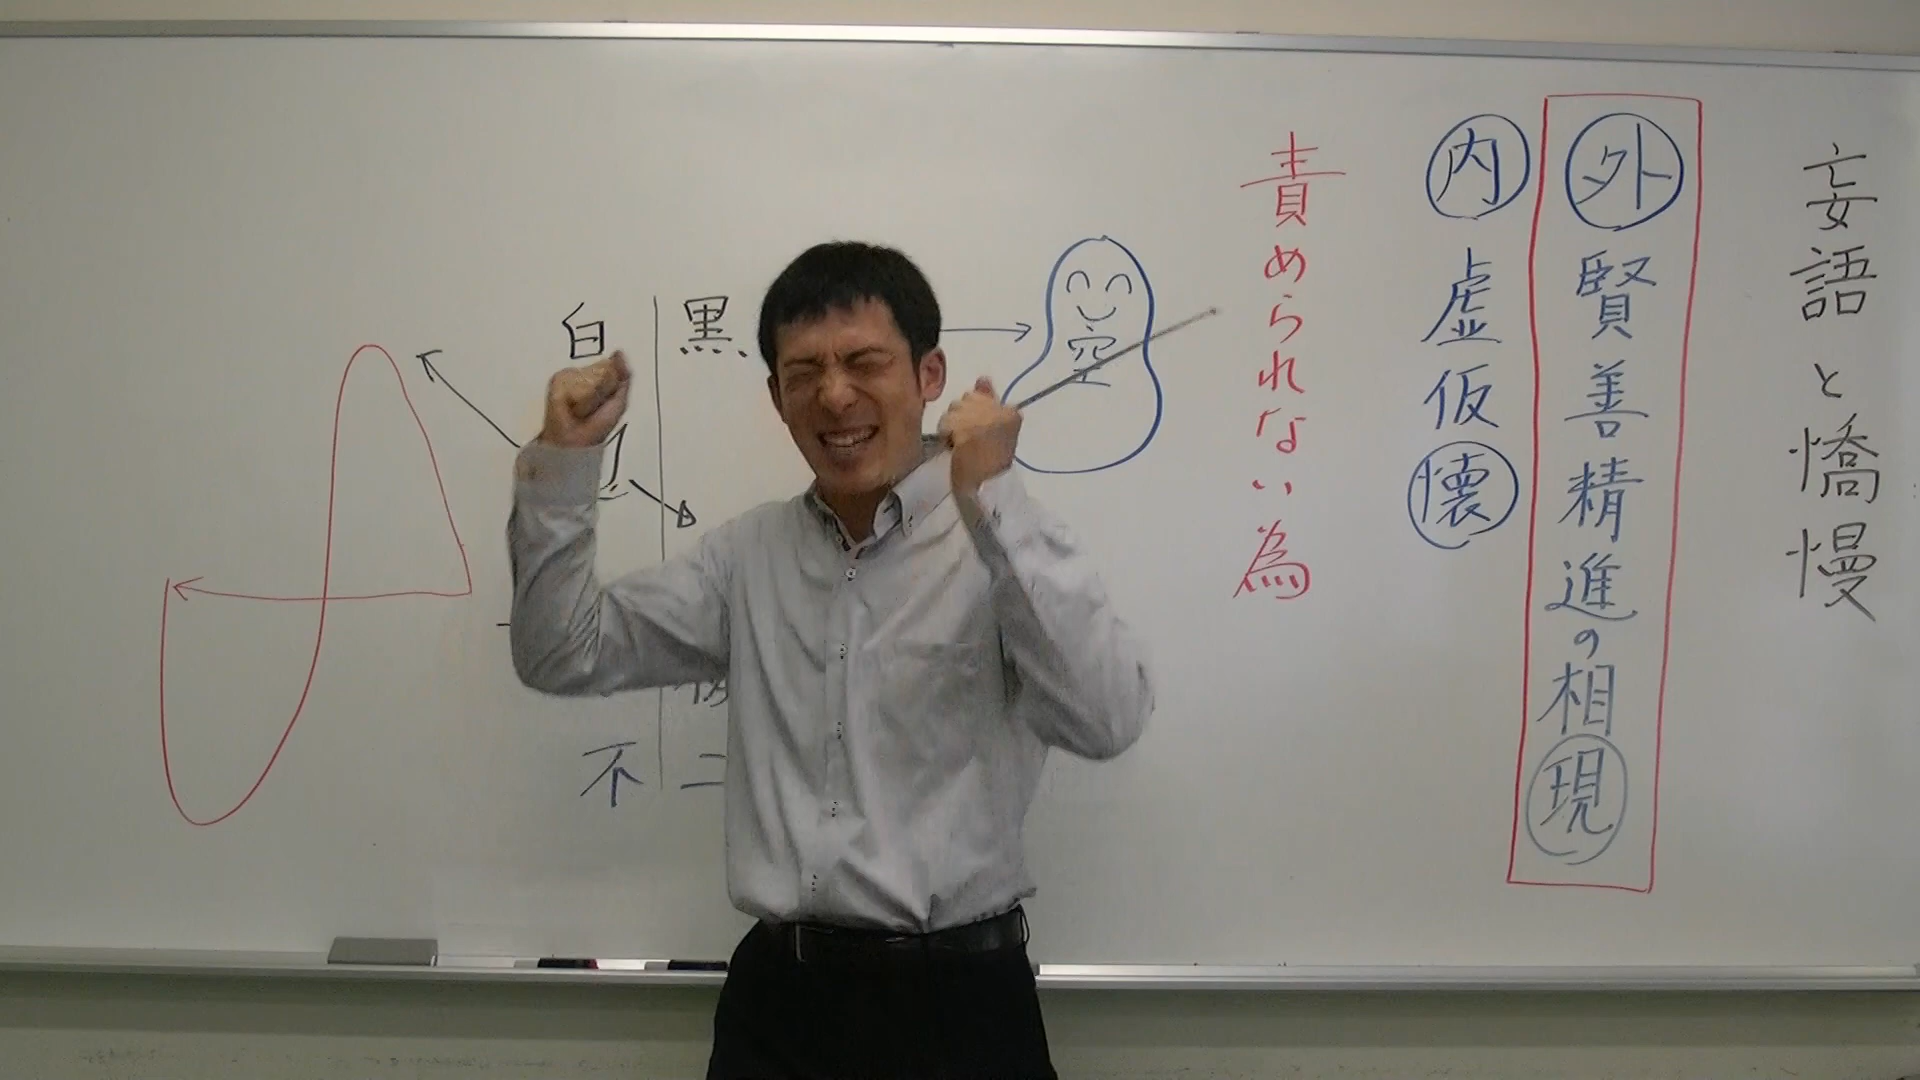 妄語と憍慢
外賢善精進の相現
内虚仮懐
責められない為
空
黒
白
不二